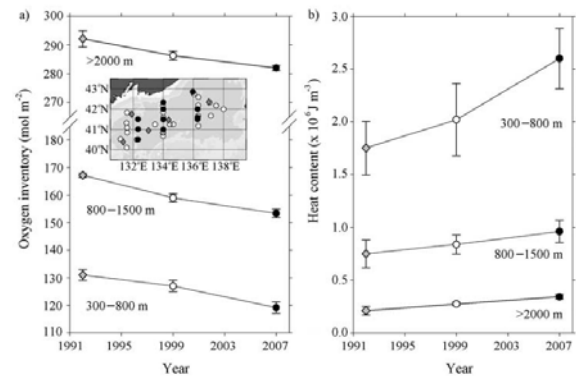 a)
Oxygen inventory (mol m⁻²)
300
290
280
170
160
150
140
130
120
110
>2000 m
43°N
42°N
41°N
40°N
132°E 134°E 136°E 138°E
800−1500 m
300−800 m
1991 1995 1999 2003 2007
Year
b)
Heat content (x 10⁶ J m⁻³)
3.0
2.5
2.0
1.5
1.0
0.5
0.0
300−800 m
800−1500 m
>2000 m
1991 1995 1999 2003 2007
Year